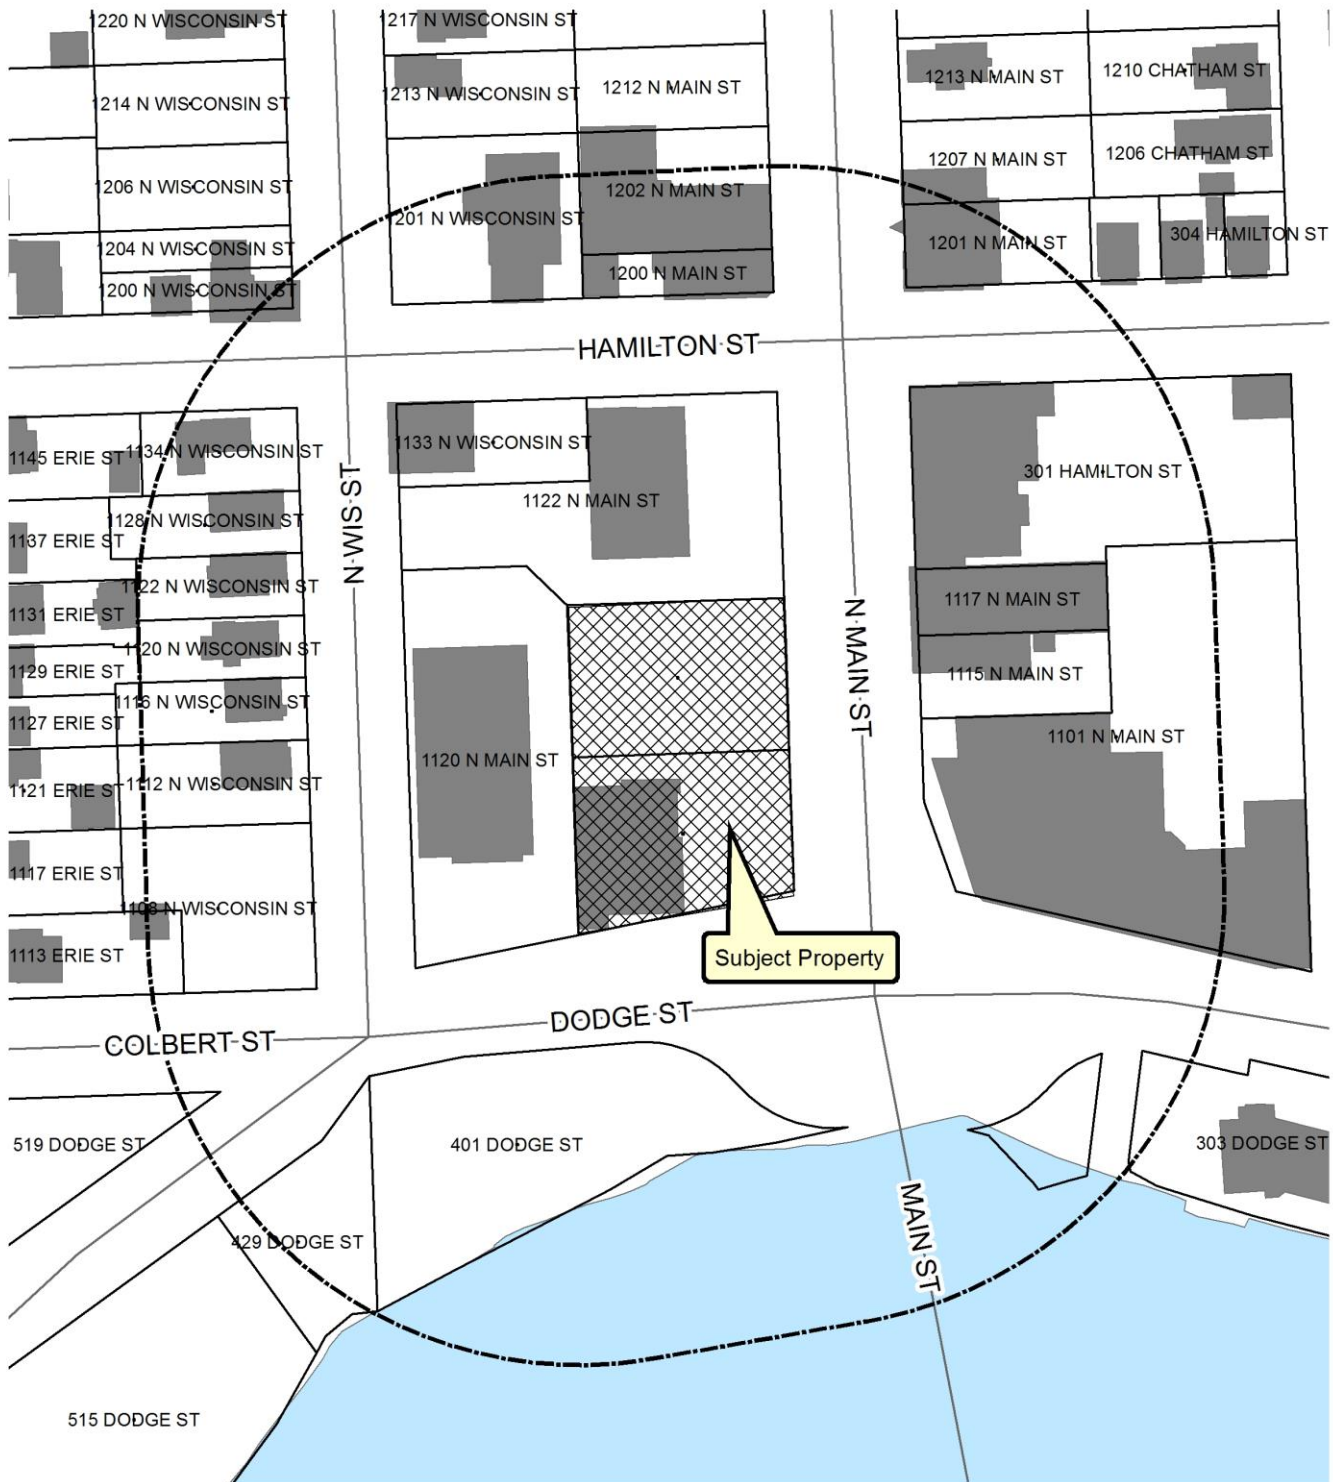 1220 N WISCONSIN ST
1217 N WISCONSIN ST
1214 N WISCONSIN ST
1213 N WISCONSIN ST
1212 N MAIN ST
1213 N MAIN ST
1210 CHATHAM ST
1206 N WISCONSIN ST
1207 N MAIN ST
1206 CHATHAM ST
1201 N WISCONSIN ST
1202 N MAIN ST
1204 N WISCONSIN ST
1201 N MAIN ST
304 HAMILTON ST
1200 N WISCONSIN ST
1200 N MAIN ST
HAMILTON ST
1145 ERIE ST
1134 N WISCONSIN ST
1133 N WISCONSIN ST
1122 N MAIN ST
301 HAMILTON ST
N WIS ST
1137 ERIE ST
1128 N WISCONSIN ST
1131 ERIE ST
1122 N WISCONSIN ST
1117 N MAIN ST
N MAIN ST
1129 ERIE ST
1120 N WISCONSIN ST
1115 N MAIN ST
1127 ERIE ST
1116 N WISCONSIN ST
1101 N MAIN ST
1120 N MAIN ST
1121 ERIE ST
1112 N WISCONSIN ST
1117 ERIE ST
1108 N WISCONSIN ST
1113 ERIE ST
Subject Property
DODGE ST
COLBERT ST
519 DODGE ST
401 DODGE ST
303 DODGE ST
429 DODGE ST
MAIN ST
515 DODGE ST